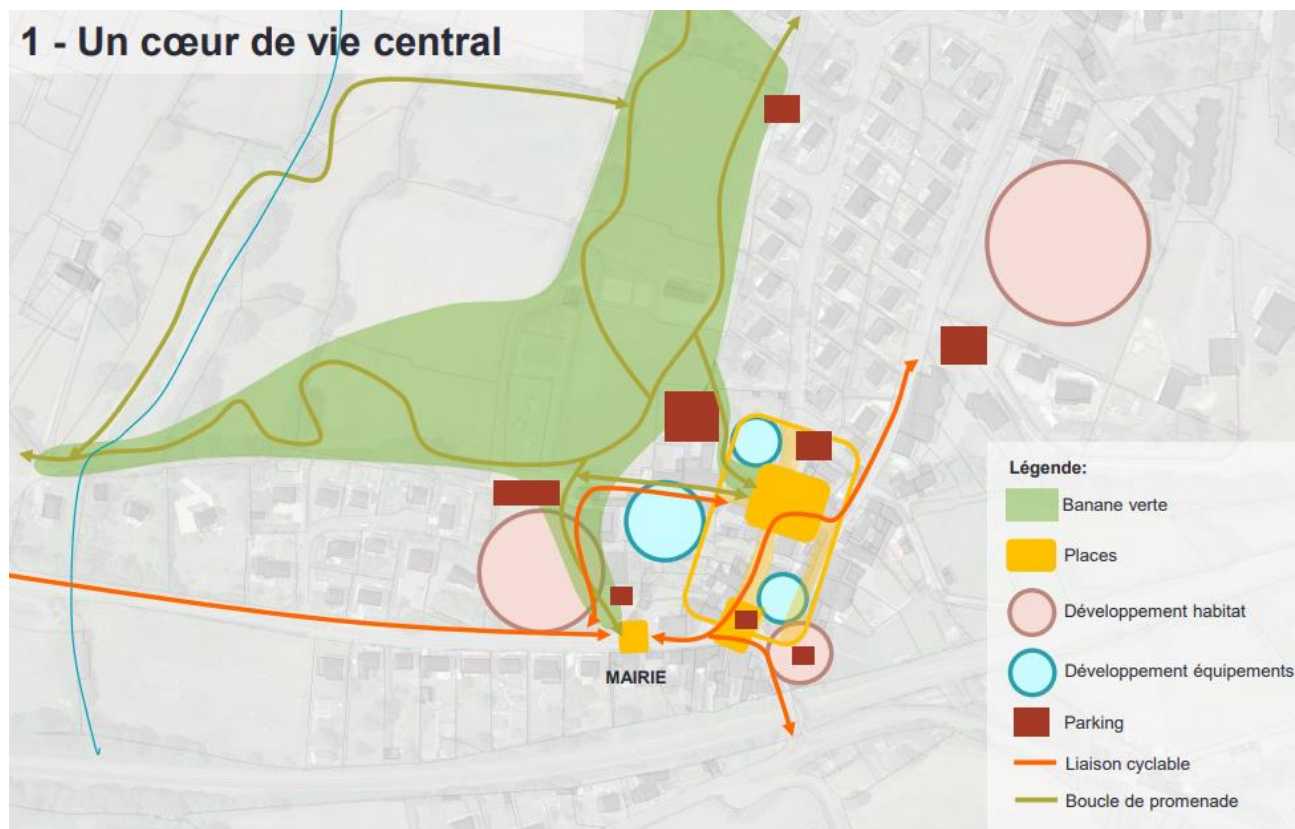 1 - Un cœur de vie central
MAIRIE
Légende:
Banane verte
Places
Développement habitat
Développement équipements
Parking
Liaison cyclable
Boucle de promenade